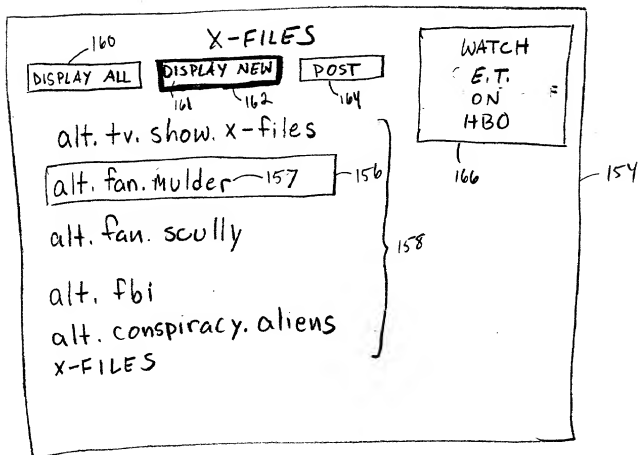 160
X-FILES
DISPLAY ALL
DISPLAY NEW
POST
161
162
164
WATCH
E.T.
ON
HBO
166
154
alt. tv. show. x-files
alt. fan. mulder 157
156
alt. fan. scully
158
alt. fbi
alt. conspiracy. aliens
X-FILES